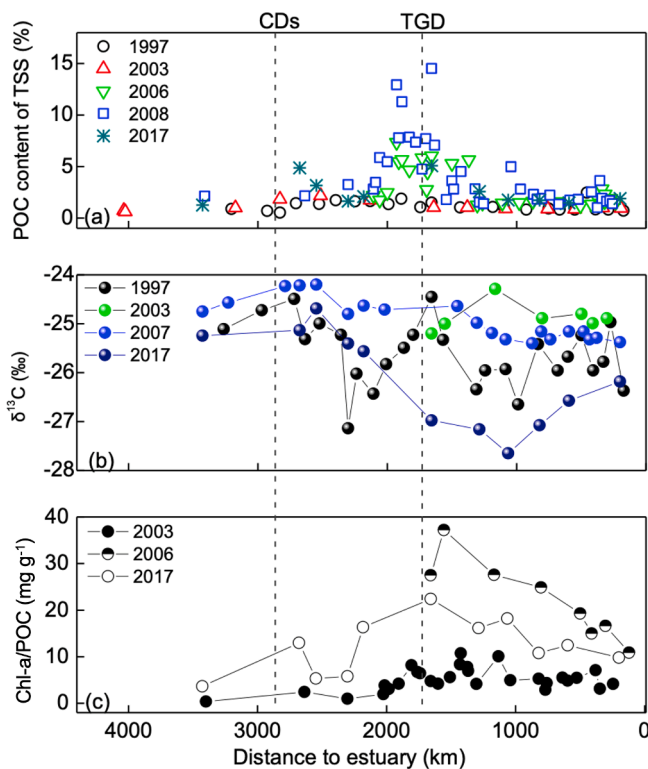 CDs TGD
POC content of TSS (%)
15
10
5
0
1997
2003
2006
2008
2017
(a)
δ13C (‰)
-24
-25
-26
-27
-28
1997
2003
2007
2017
(b)
Chl-a/POC (mg g-1)
40
30
20
10
0
2003
2006
2017
(c)
4000 3000 2000 1000 0
Distance to estuary (km)